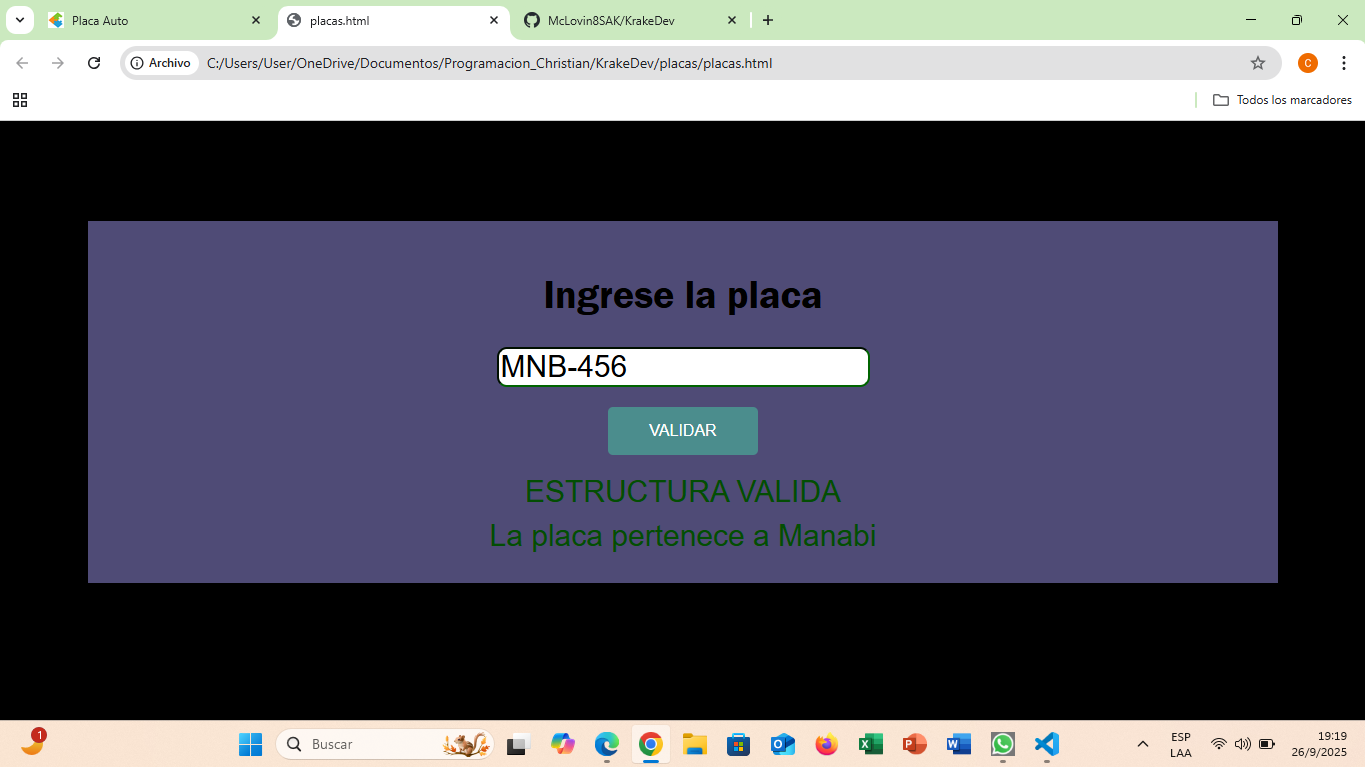 Placa Auto
placas.html
McLovin8SAK/KrakeDev
Archivo
C:/Users/User/OneDrive/Documentos/Programacion_Christian/KrakeDev/placas/placas.html
C
Todos los marcadores
Ingrese la placa
MNB-456
VALIDAR
ESTRUCTURA VALIDA
La placa pertenece a Manabi
1
Buscar
ESP
LAA
19:19
26/9/2025